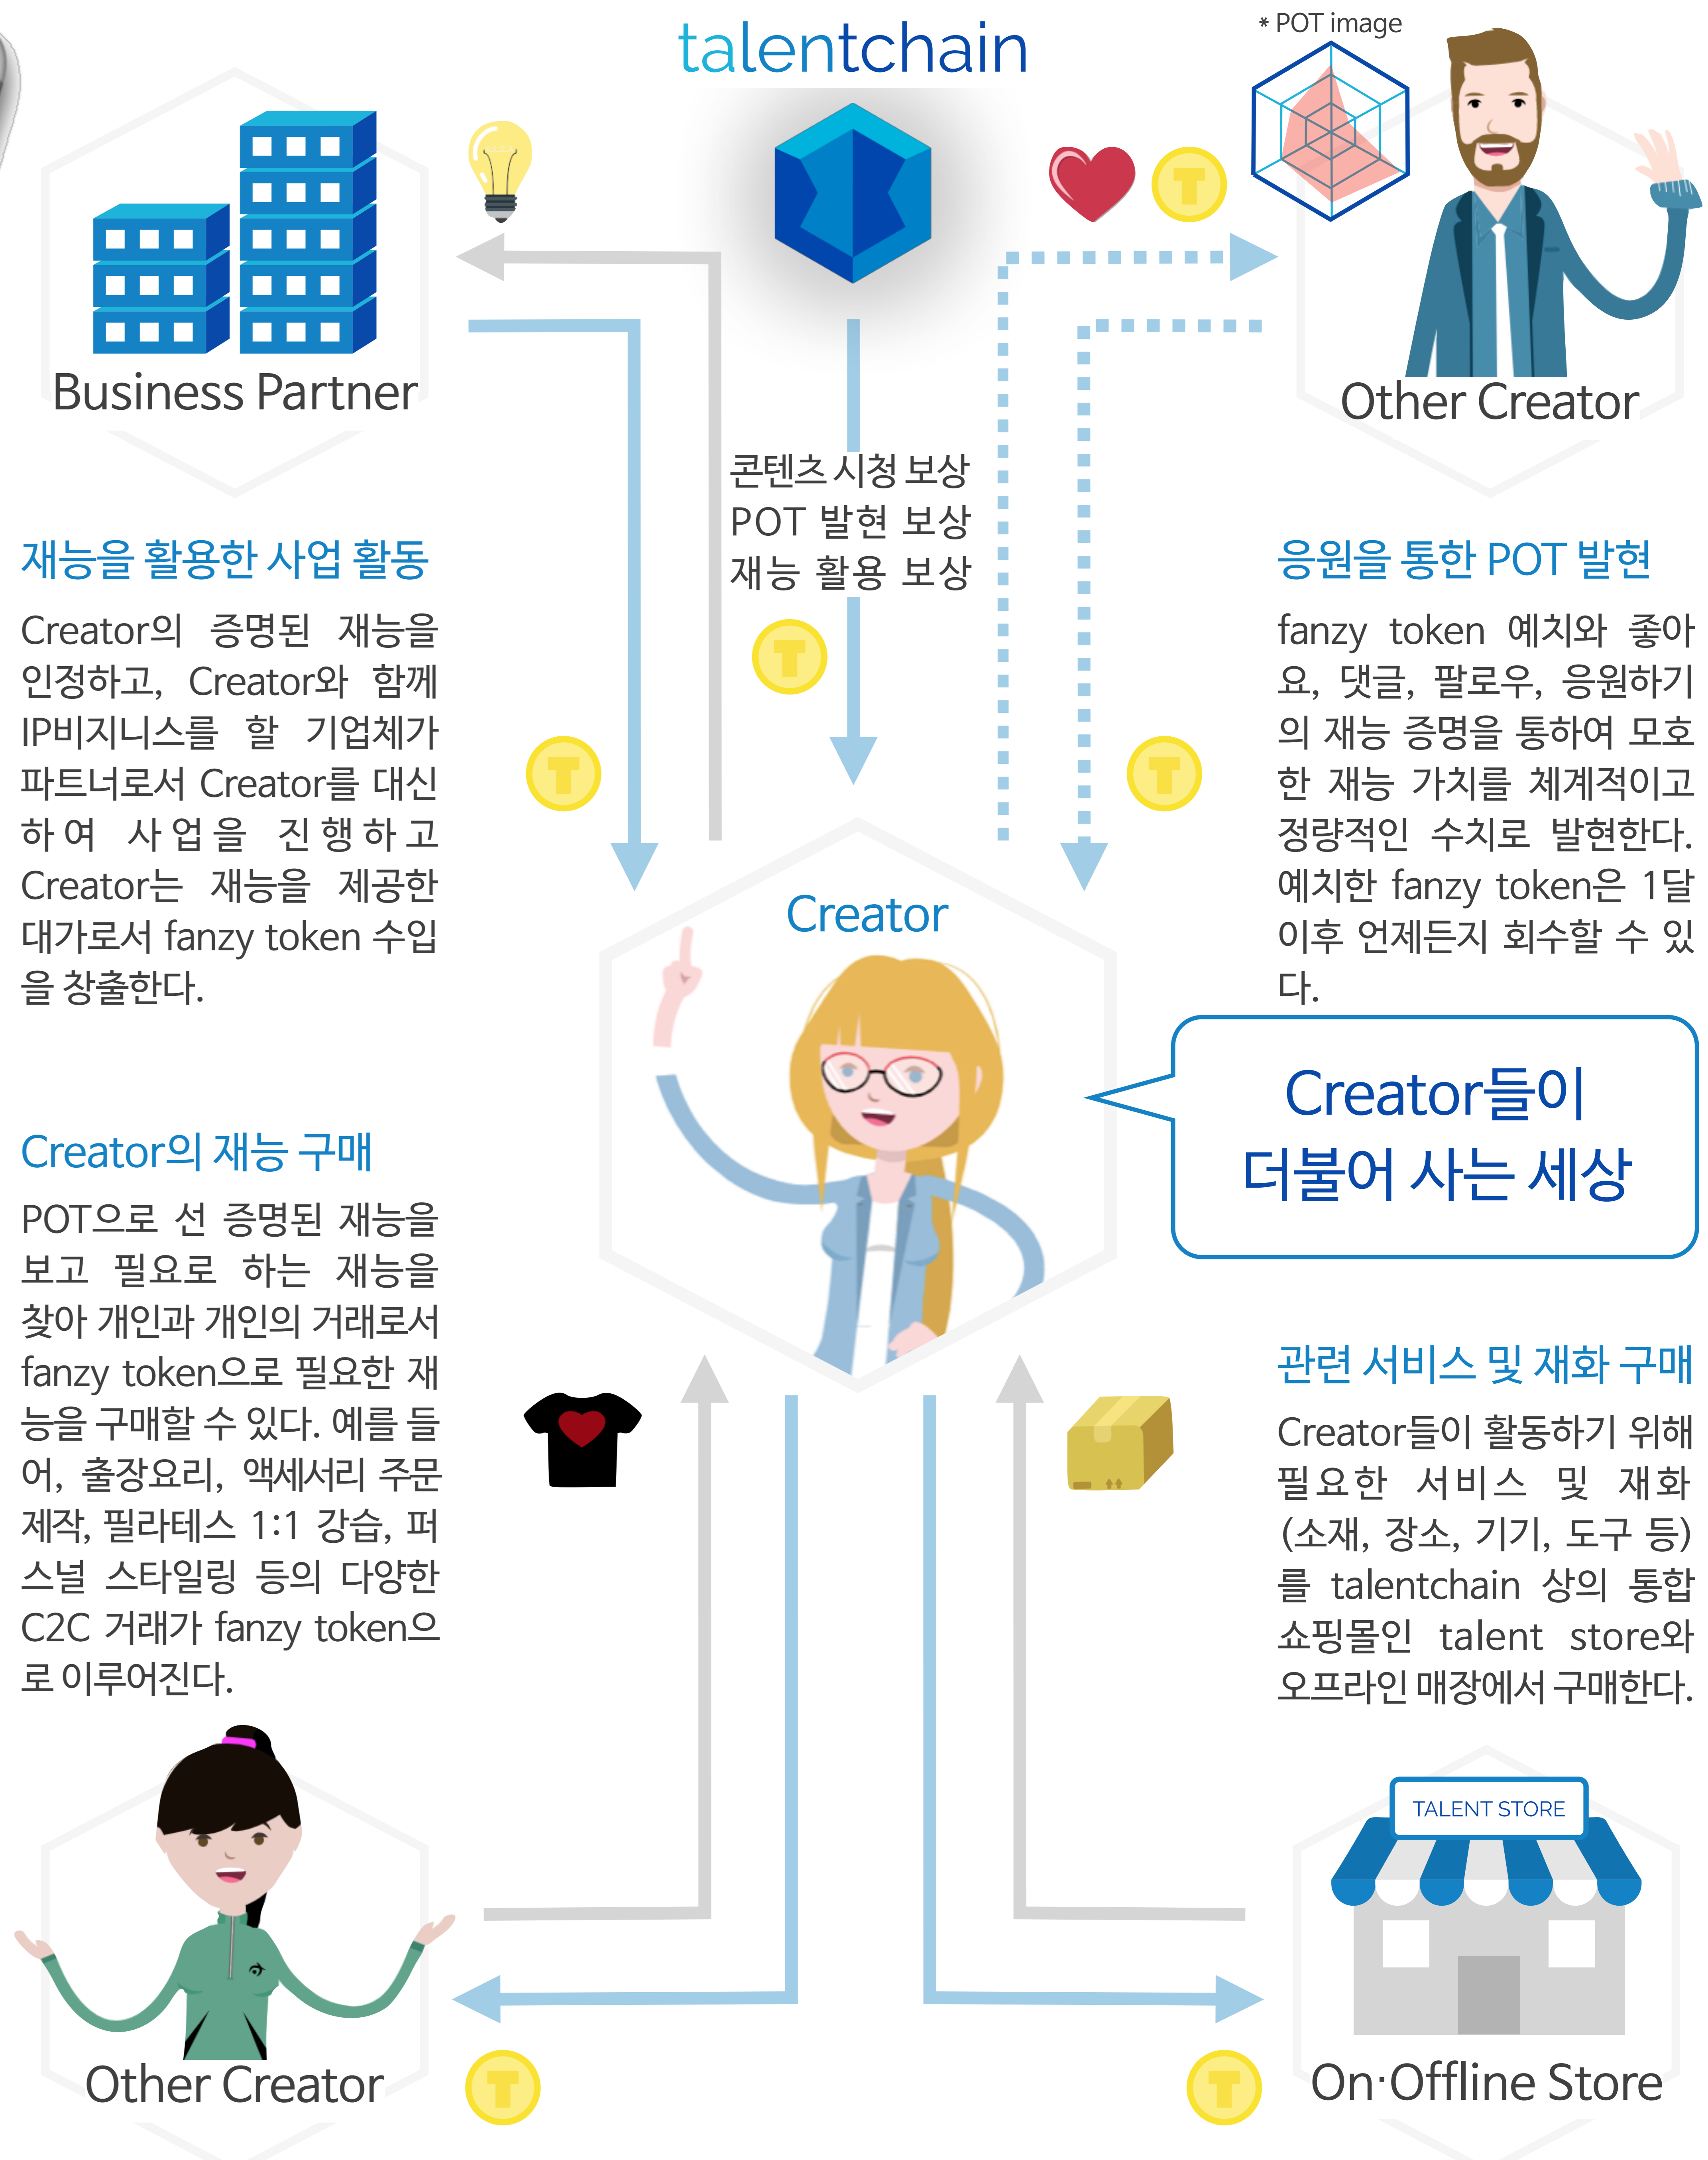 talentchain
* POT image
Business Partner
Other Creator
콘텐츠 시청 보상
POT 발현 보상
재능 활용 보상
재능을 활용한 사업 활동
Creator의 증명된 재능을
인정하고, Creator와 함께
IP비지니스를 할 기업체가
파트너로서 Creator를 대신
하여 사업을 진행하고
Creator는 재능을 제공한
대가로서 fanzy token 수입
을 창출한다.
응원을 통한 POT 발현
fanzy token 예치와 좋아
요, 댓글, 팔로우, 응원하기
의 재능 증명을 통하여 모호
한 재능 가치를 체계적이고
정량적인 수치로 발현한다.
예치한 fanzy token은 1달
이후 언제든지 회수할 수 있
다.
Creator
Creator들이
더불어 사는 세상
Creator의 재능 구매
POT으로 선 증명된 재능을
보고 필요로 하는 재능을
찾아 개인과 개인의 거래로서
fanzy token으로 필요한 재
능을 구매할 수 있다. 예를 들
어, 출장요리, 액세서리 주문
제작, 필라테스 1:1 강습, 퍼
스널 스타일링 등의 다양한
C2C 거래가 fanzy token으
로 이루어진다.
관련 서비스 및 재화 구매
Creator들이 활동하기 위해
필요한 서비스 및 재화
(소재, 장소, 기기, 도구 등)
를 talentchain 상의 통합
쇼핑몰인 talent store와
오프라인 매장에서 구매한다.
TALENT STORE
Other Creator
On·Offline Store